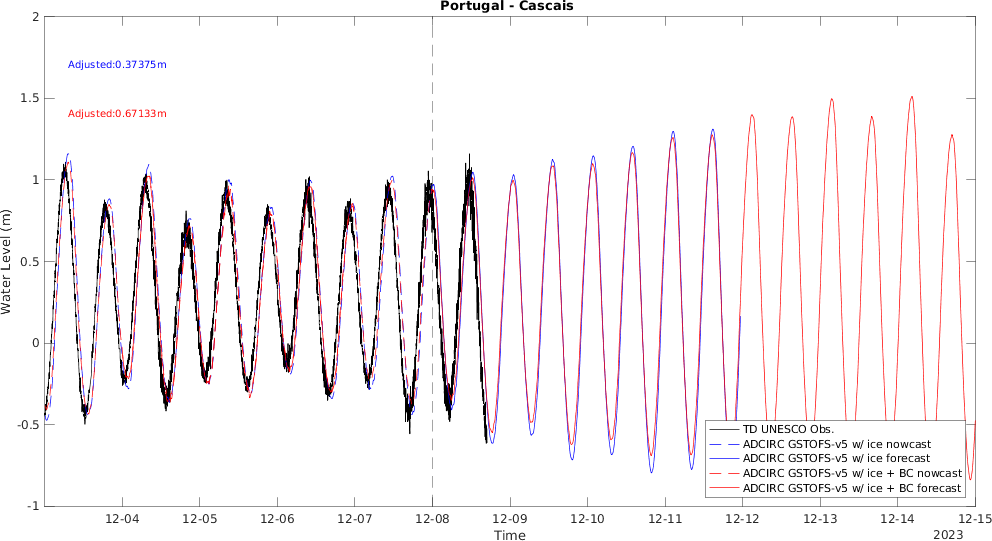 Portugal - Cascais
2
Adjusted:0.37375m
1.5
Adjusted:0.67133m
1
0.5
0
-0.5
-1
Water Level (m)
TD UNESCO Obs.
ADCIRC GSTOFS-v5 w/ ice nowcast
ADCIRC GSTOFS-v5 w/ ice forecast
ADCIRC GSTOFS-v5 w/ ice + BC nowcast
ADCIRC GSTOFS-v5 w/ ice + BC forecast
12-04 12-05 12-06 12-07 12-08 12-09 12-10 12-11 12-12 12-13 12-14 12-15
Time
2023